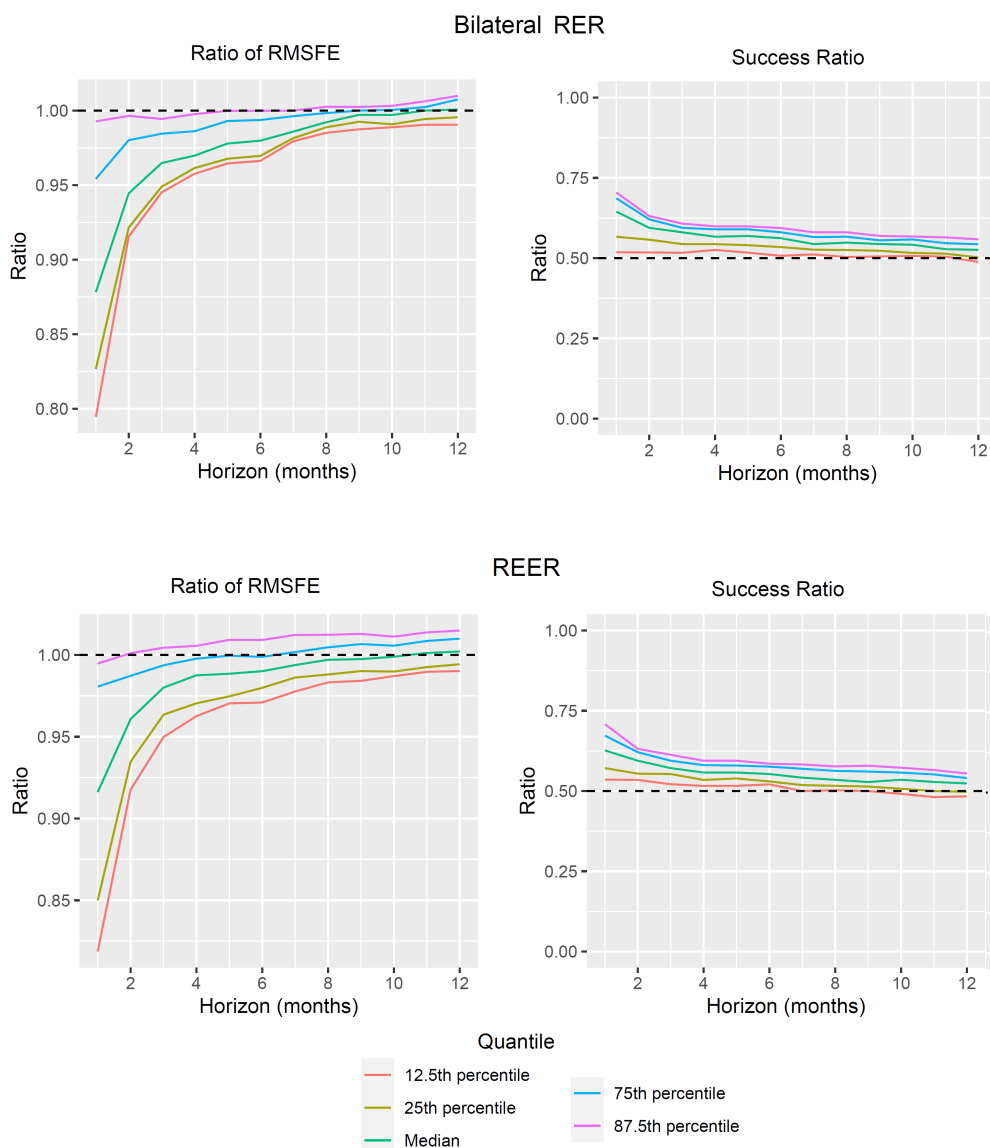 Bilateral RER
Ratio of RMSFE
Success Ratio
1.00
0.95
0.90
0.85
0.80
Ratio
2 4 6 8 10 12
Horizon (months)
1.00
0.75
0.50
0.25
0.00
Ratio
2 4 6 8 10 12
Horizon (months)
REER
Ratio of RMSFE
Success Ratio
1.00
0.95
0.90
0.85
Ratio
2 4 6 8 10 12
Horizon (months)
1.00
0.75
0.50
0.25
0.00
Ratio
2 4 6 8 10 12
Horizon (months)
Quantile
12.5th percentile
25th percentile
Median
75th percentile
87.5th percentile